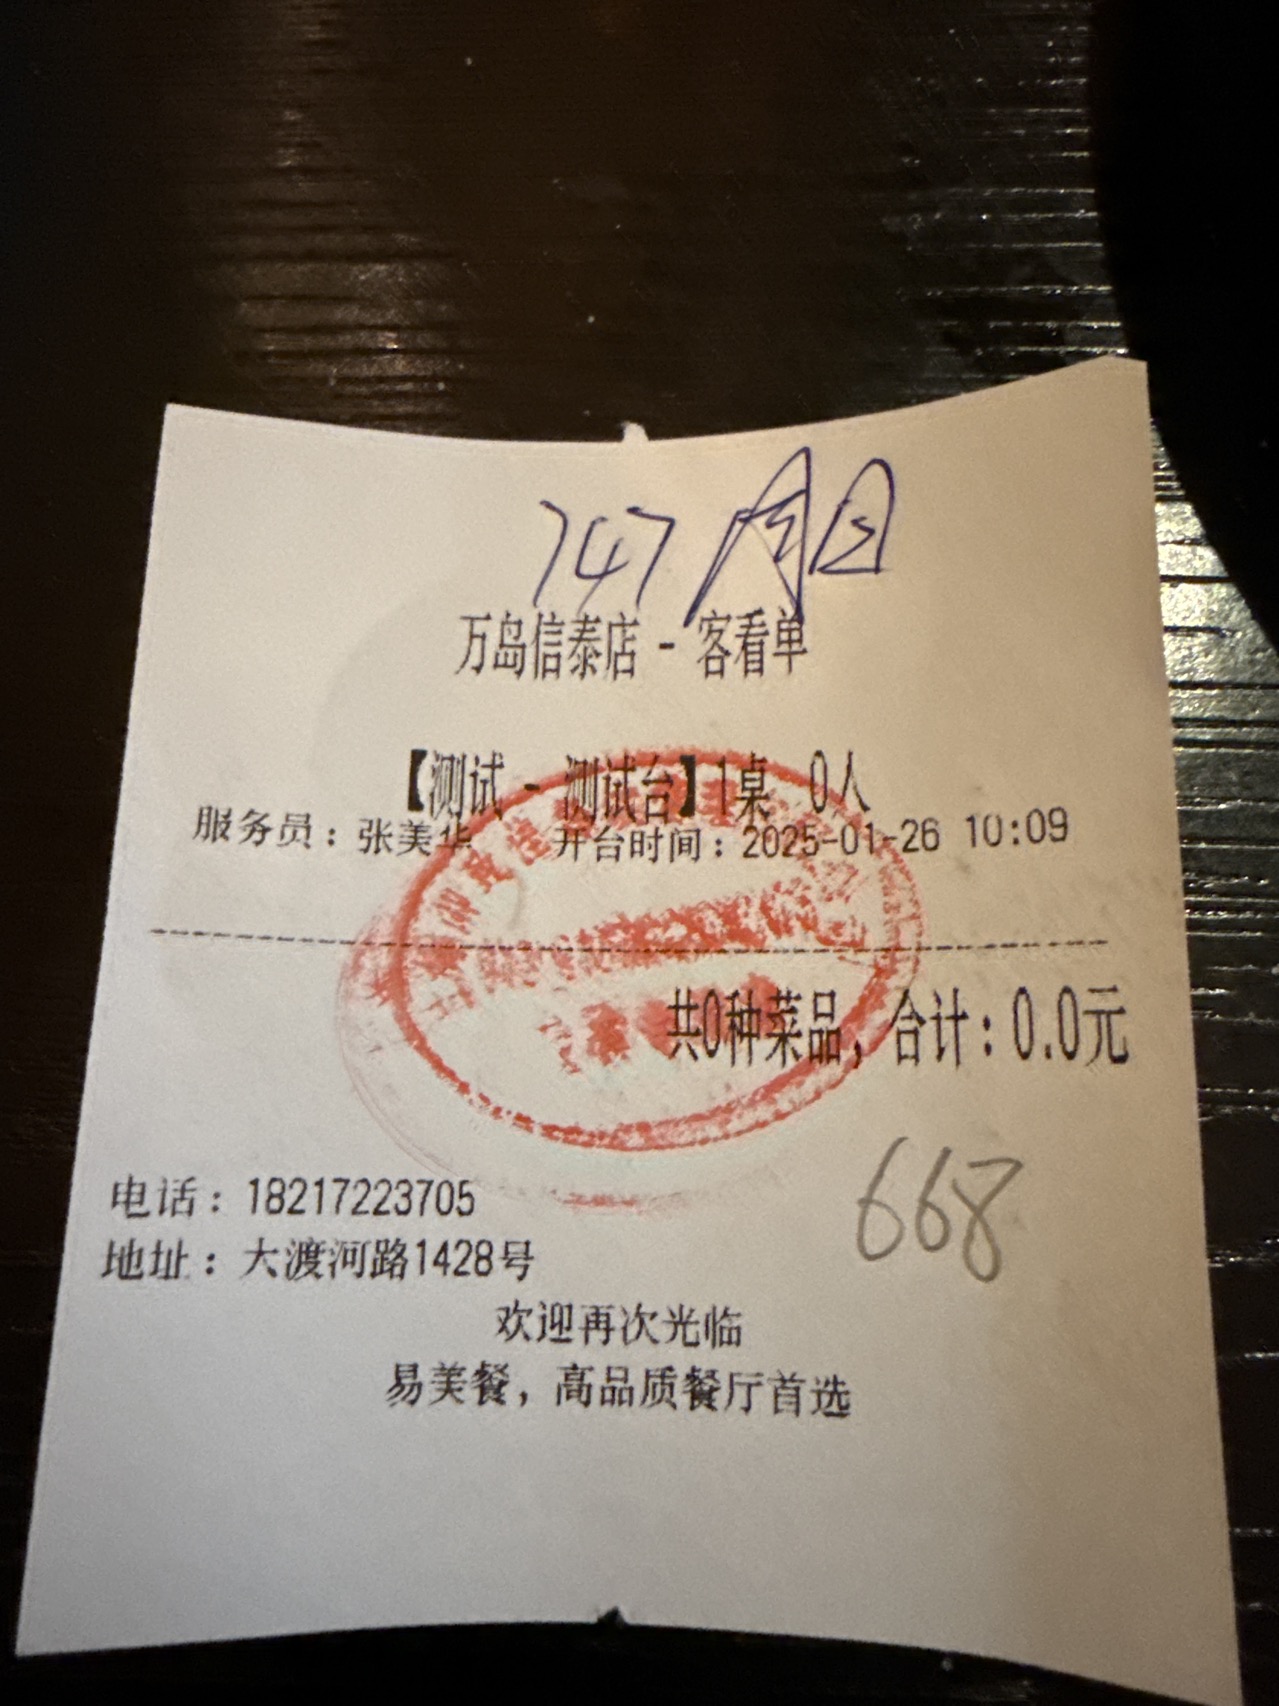 747 月日
万岛信泰店 - 客看单
【测试 - 测试台】1桌 0人
服务员：张美华 开台时间：2025-01-26 10:09
共0种菜品，合计：0.0元
668
电话：18217223705
地址：大渡河路1428号
欢迎再次光临
易美餐，高品质餐厅首选